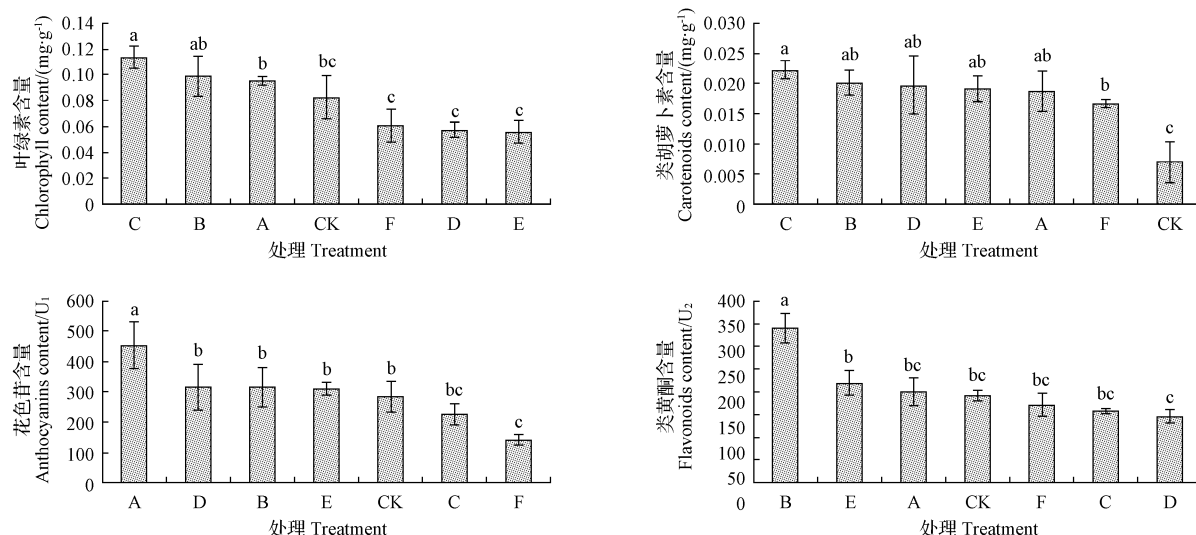 叶绿素含量
Chlorophyll content/(mg·g⁻¹)
0.14
0.12
0.10
0.08
0.06
0.04
0.02
0
a
ab
b
bc
c
c
c
C B A CK F D E
处理 Treatment
类胡萝卜素含量
Carotenoids content/(mg·g⁻¹)
0.030
0.025
0.020
0.015
0.010
0.005
0
a
ab
ab
ab
ab
b
c
C B D E A F CK
处理 Treatment
花色苷含量
Anthocyanins content/U₁
600
500
400
300
200
100
0
a
b
b
b
b
bc
c
A D B E CK C F
处理 Treatment
类黄酮含量
Flavonoids content/U₂
400
350
300
250
200
150
100
50
0
a
b
bc
bc
bc
bc
c
B E A CK F C D
处理 Treatment